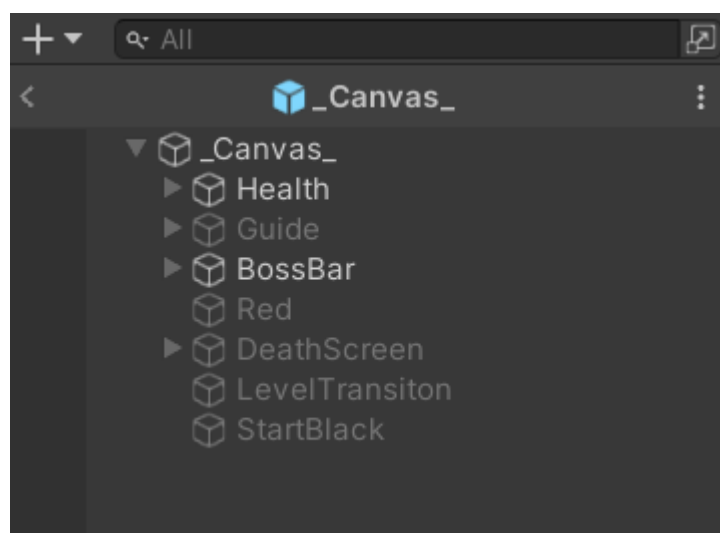 All
_Canvas_
_Canvas_
Health
Guide
BossBar
Red
DeathScreen
LevelTransiton
StartBlack